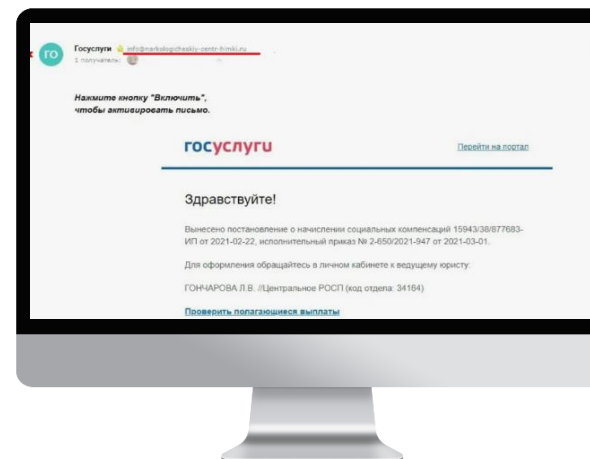 ГО
Госуслуги info@narkologicheskiy-centr-himki.ru
1 получатель:
Нажмите кнопку "Включить",
чтобы активировать письмо.
госуслуги Перейти на портал
Здравствуйте!
Вынесено постановление о начислении социальных компенсаций 15943/38/877683-
ИП от 2021-02-22, исполнительный приказ № 2-650/2021-947 от 2021-03-01.
Для оформления обращайтесь в личном кабинете к ведущему юристу:
ГОНЧАРОВА Л.В. //Центральное РОСП (код отдела: 34164)
Проверить полагающиеся выплаты